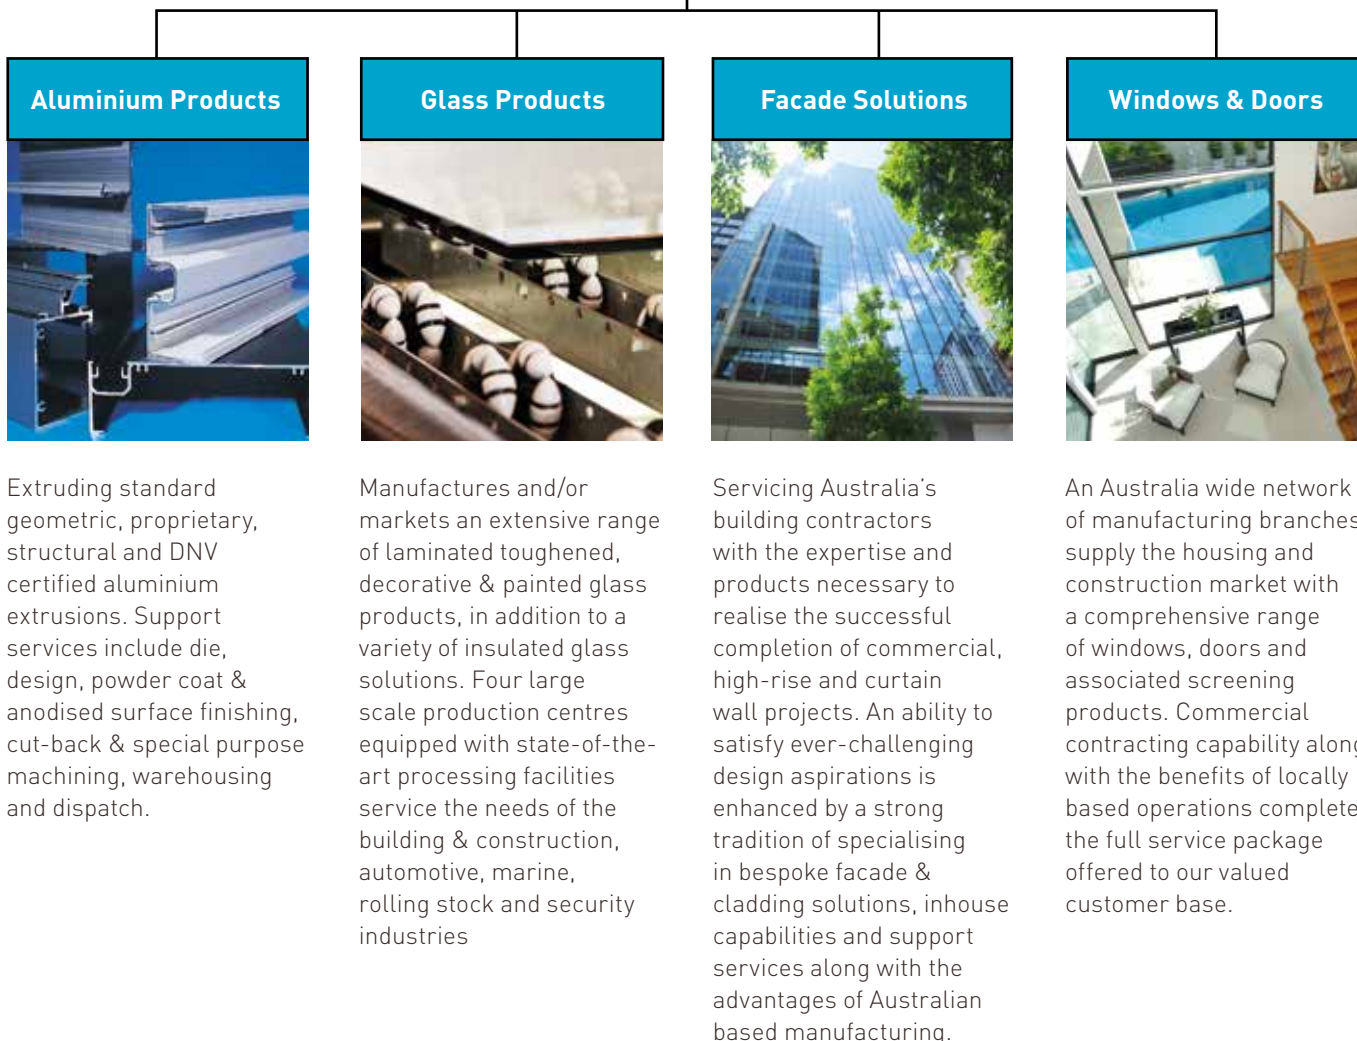 Aluminium Products
Extruding standard
geometric, proprietary,
structural and DNV
certified aluminium
extrusions. Support
services include die,
design, powder coat &
anodised surface finishing,
cut-back & special purpose
machining, warehousing
and dispatch.
Glass Products
Manufactures and/or
markets an extensive range
of laminated toughened,
decorative & painted glass
products, in addition to a
variety of insulated glass
solutions. Four large
scale production centres
equipped with state-of-the-
art processing facilities
service the needs of the
building & construction,
automotive, marine,
rolling stock and security
industries
Facade Solutions
Servicing Australia's
building contractors
with the expertise and
products necessary to
realise the successful
completion of commercial,
high-rise and curtain
wall projects. An ability to
satisfy ever-challenging
design aspirations is
enhanced by a strong
tradition of specialising
in bespoke facade &
cladding solutions, inhouse
capabilities and support
services along with the
advantages of Australian
based manufacturing.
Windows & Doors
An Australia wide network
of manufacturing branches
supply the housing and
construction market with
a comprehensive range
of windows, doors and
associated screening
products. Commercial
contracting capability along
with the benefits of locally
based operations complete
the full service package
offered to our valued
customer base.